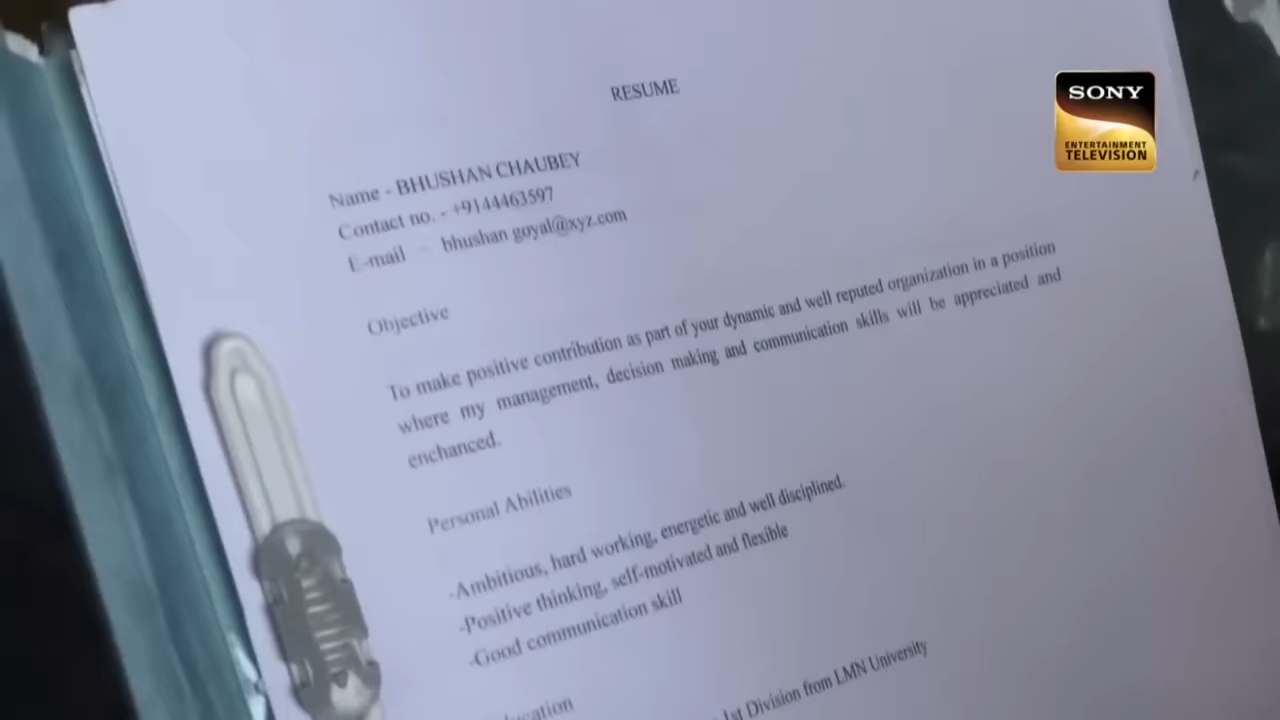 RESUME
SONY
ENTERTAINMENT
TELEVISION
Name - BHUSHAN CHAUBEY
Contact no. - +9144463597
E-mail - bhushan goyal@xyz.com
Objective
To make positive contribution as part of your dynamic and well reputed organization in a position
where my management, decision making and communication skills will be appreciated and
enchanced.
Personal Abilities
-Ambitious, hard working, energetic and well disciplined.
-Positive thinking, self-motivated and flexible
-Good communication skill
1st Division from LMN University